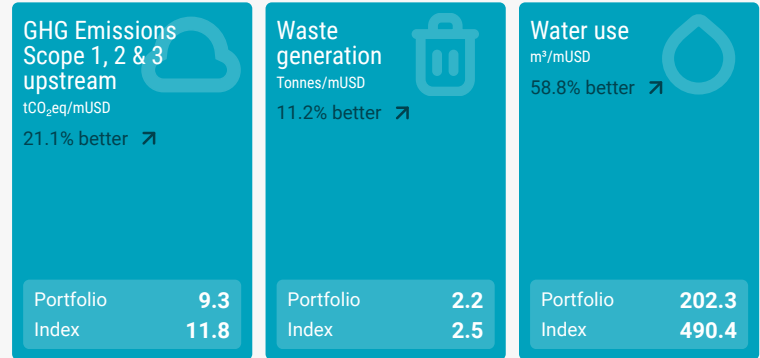 GHG Emissions
Scope 1, 2 & 3
upstream
tCO₂eq/mUSD
21.1% better
Portfolio 9.3
Index 11.8
Waste
generation
Tonnes/mUSD
11.2% better
Portfolio 2.2
Index 2.5
Water use
m³/mUSD
58.8% better
Portfolio 202.3
Index 490.4